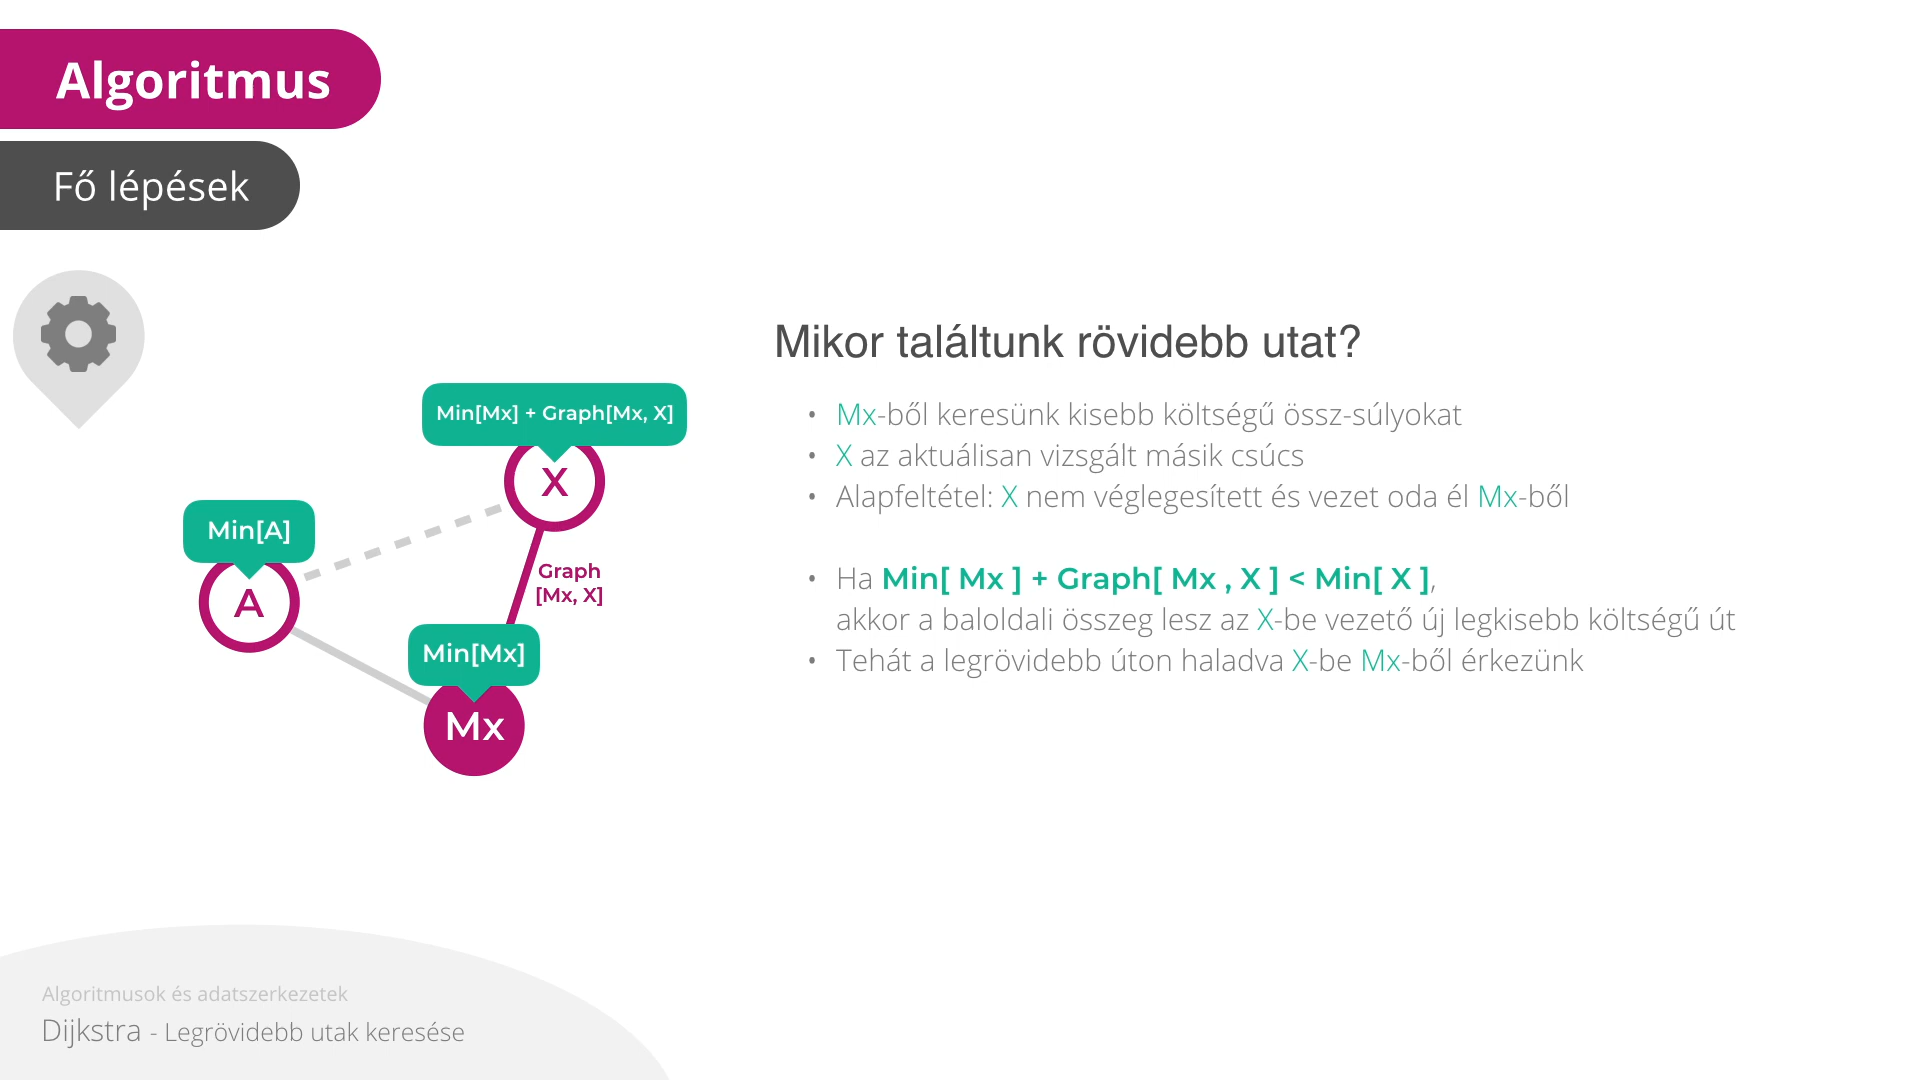 Algoritmus
Fő lépések
Mikor találtunk rövidebb utat?
• Mx-ből keresünk kisebb költségű össz-súlyokat
• X az aktuálisan vizsgált másik csúcs
• Alapfeltétel: X nem véglegesített és vezet oda él Mx-ből
• Ha Min[ Mx ] + Graph[ Mx , X ] < Min[ X ],
akkor a baloldali összeg lesz az X-be vezető új legkisebb költségű út
• Tehát a legrövidebb úton haladva X-be Mx-ből érkezünk
Min[Mx] + Graph[Mx, X]
X
Min[A]
A
Graph
[Mx, X]
Min[Mx]
Mx
Algoritmusok és adatszerkezetek
Dijkstra - Legrövidebb utak keresése